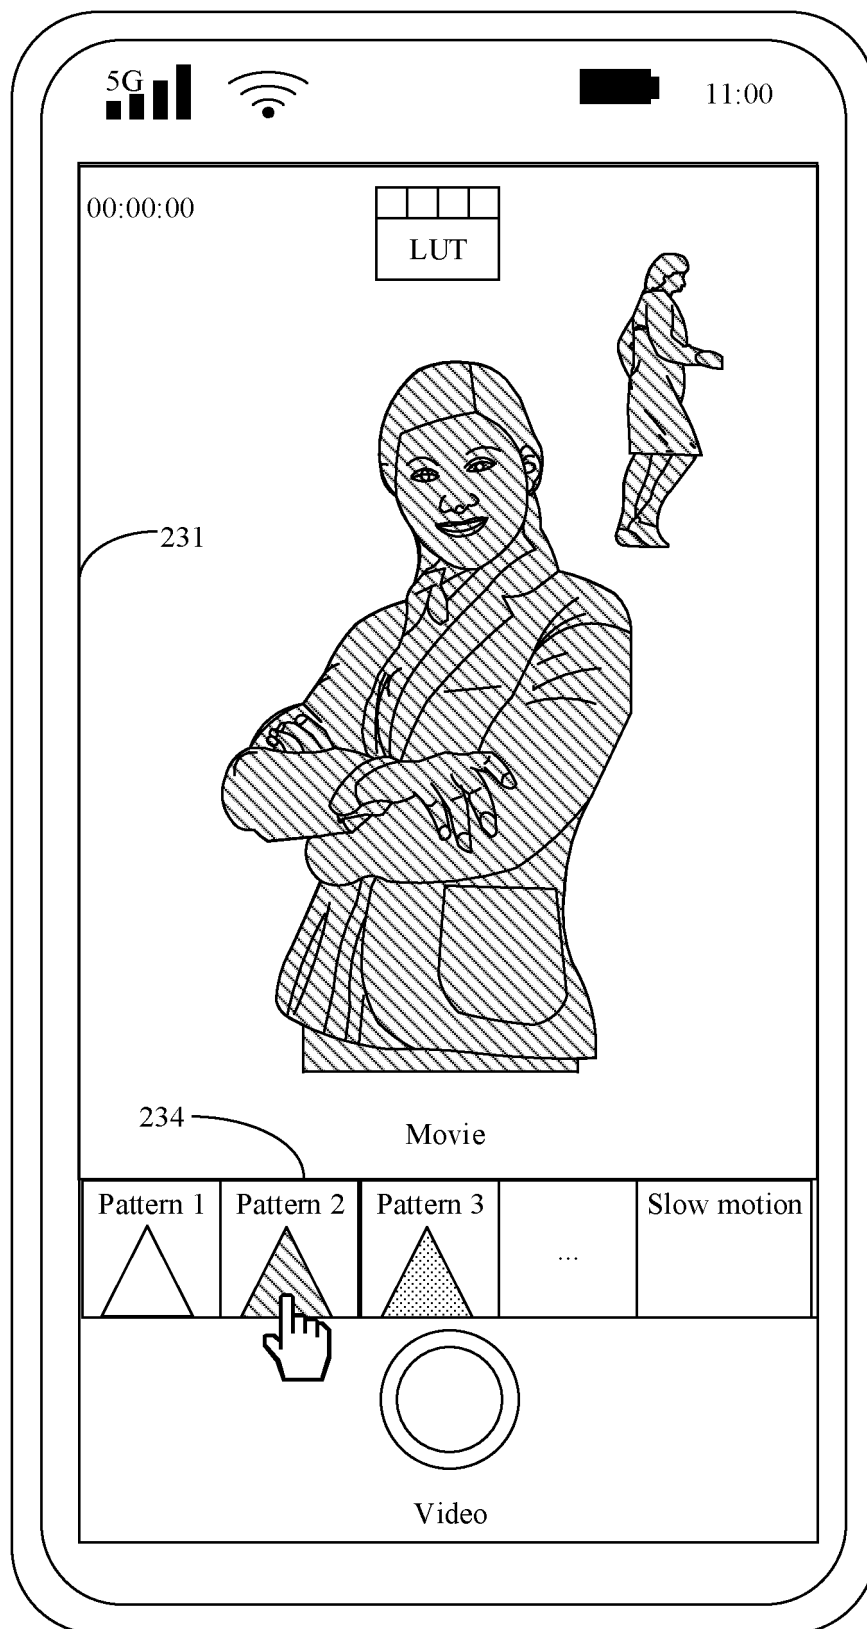 5G
11:00
00:00:00
LUT
231
234
Movie
Pattern 1
Pattern 2
Pattern 3
...
Slow motion
Video